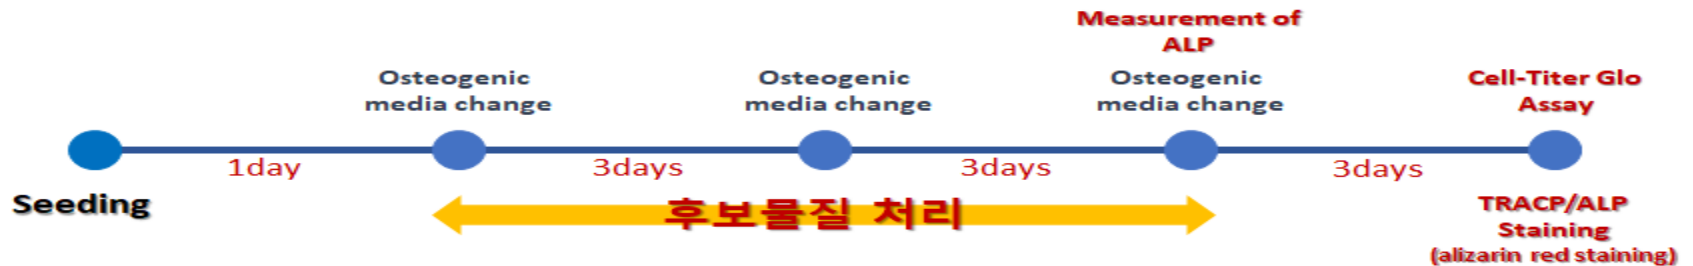 Measurement of
ALP
Osteogenic
media change
Osteogenic
media change
Osteogenic
media change
Cell-Titer Glo
Assay
1day
3days
3days
3days
Seeding
후보물질 처리
TRACP/ALP
Staining
(alizarin red staining)